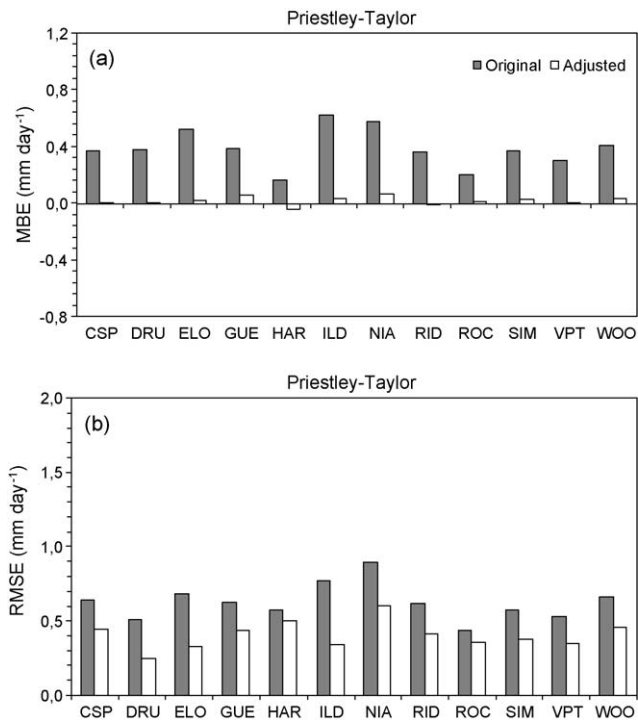 Priestley-Taylor
(a)
Original Adjusted
MBE (mm day⁻¹)
1,2
0,8
0,4
0,0
-0,4
-0,8
CSP DRU ELO GUE HAR ILD NIA RID ROC SIM VPT WOO
Priestley-Taylor
(b)
RMSE (mm day⁻¹)
2,0
1,5
1,0
0,5
0,0
CSP DRU ELO GUE HAR ILD NIA RID ROC SIM VPT WOO